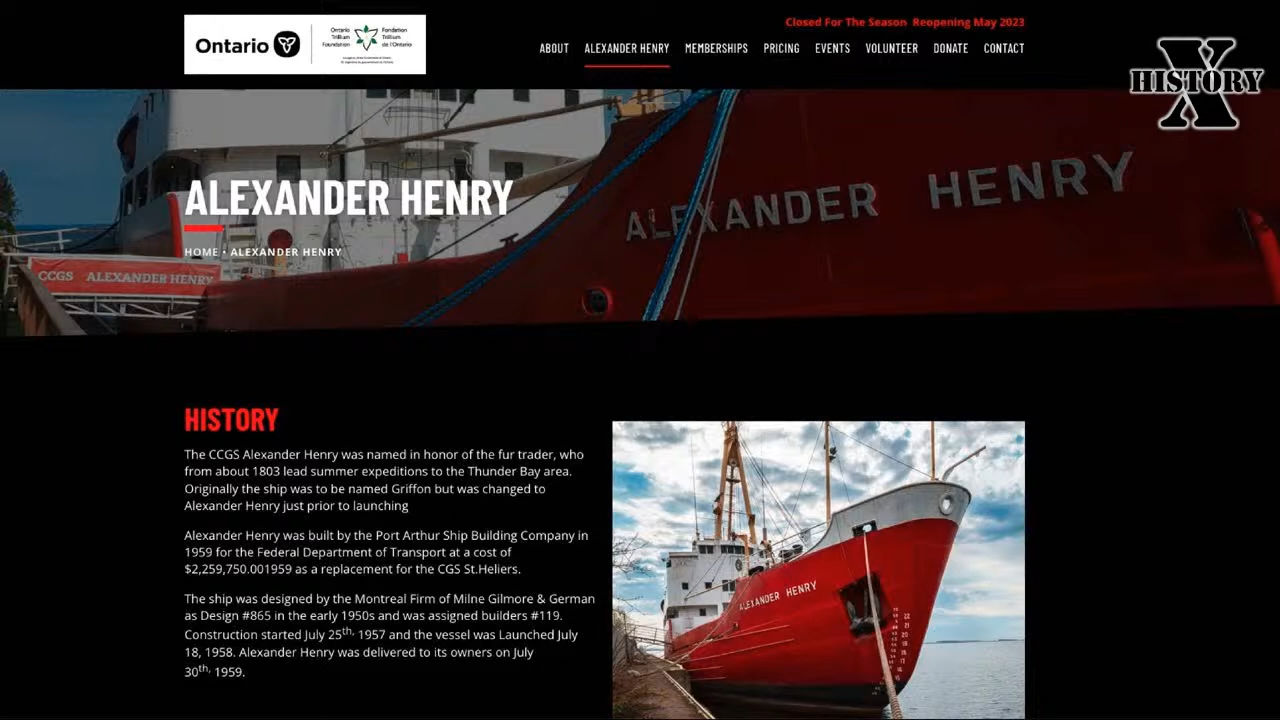 Closed For The Season Reopening May 2023
Ontario
Ontario Trillium Foundation
Fondation Trillium de l'Ontario
ABOUT ALEXANDER HENRY MEMBERSHIPS PRICING EVENTS VOLUNTEER DONATE CONTACT
X
HISTORY
ALEXANDER HENRY
ALEXANDER HENRY
HOME • ALEXANDER HENRY
CCGS ALEXANDER HENRY
HISTORY
The CCGS Alexander Henry was named in honor of the fur trader, who
from about 1803 lead summer expeditions to the Thunder Bay area.
Originally the ship was to be named Griffon but was changed to
Alexander Henry just prior to launching
Alexander Henry was built by the Port Arthur Ship Building Company in
1959 for the Federal Department of Transport at a cost of
$2,259,750.001959 as a replacement for the CGS St.Heliers.
The ship was designed by the Montreal Firm of Milne Gilmore & German
as Design #865 in the early 1950s and was assigned builders #119.
Construction started July 25th, 1957 and the vessel was Launched July
18, 1958. Alexander Henry was delivered to its owners on July
30th, 1959.
ALEXANDER HENRY